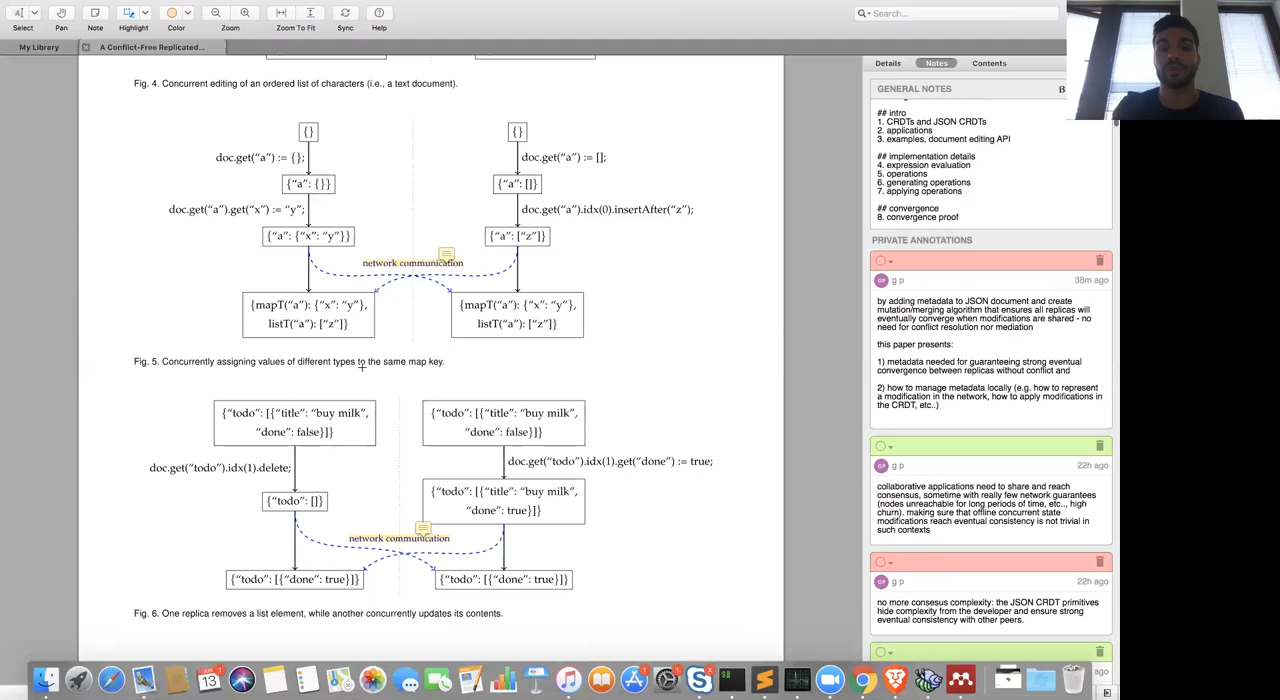 Select
Pan
Note
Highlight
Color
Zoom
Zoom To Fit
Sync
Help
Search...
My Library
A Conflict-Free Replicated...
Fig. 4. Concurrent editing of an ordered list of characters (i.e., a text document).
{}
{}
doc.get(“a”) := {};
doc.get(“a”) := [];
{“a”: {}}
{“a”: []}
doc.get(“a”).get(“x”) := “y”;
doc.get(“a”).idx(0).insertAfter(“z”);
{“a”: {“x”: “y”}}
{“a”: [“z”]}
network communication
{mapT(“a”): {“x”: “y”},
listT(“a”): [“z”]}
{mapT(“a”): {“x”: “y”},
listT(“a”): [“z”]}
Fig. 5. Concurrently assigning values of different types to the same map key.
{“todo”: [{“title”: “buy milk”,
“done”: false}]}
{“todo”: [{“title”: “buy milk”,
“done”: false}]}
doc.get(“todo”).idx(1).delete;
doc.get(“todo”).idx(1).get(“done”) := true;
{“todo”: []}
{“todo”: [{“title”: “buy milk”,
“done”: true}]}
network communication
{“todo”: [{“done”: true}]}
{“todo”: [{“done”: true}]}
Fig. 6. One replica removes a list element, while another concurrently updates its contents.
Details
Notes
Contents
GENERAL NOTES
B
## intro
1. CRDTs and JSON CRDTs
2. applications
3. examples, document editing API
## implementation details
4. expression evaluation
5. operations
6. generating operations
7. applying operations
## convergence
8. convergence proof
PRIVATE ANNOTATIONS
g p
38m ago
by adding metadata to JSON document and create
mutation/merging algorithm that ensures all replicas will
eventually converge when modifications are shared - no
need for conflict resolution nor mediation
this paper presents:
1) metadata needed for guaranteeing strong eventual
convergence between replicas without conflict and
2) how to manage metadata locally (e.g. how to represent
a modification in the network, how to apply modifications in
the CRDT, etc..)
g p
22h ago
collaborative applications need to share and reach
consensus, sometime with really few network guarantees
(nodes unreachable for long periods of time, etc.., high
churn). making sure that offline concurrent state
modifications reach eventual consistency is not trivial in
such contexts
g p
22h ago
no more consesus complexity: the JSON CRDT primitives
hide complexity from the developer and ensure strong
eventual consistency with other peers.
ago
13